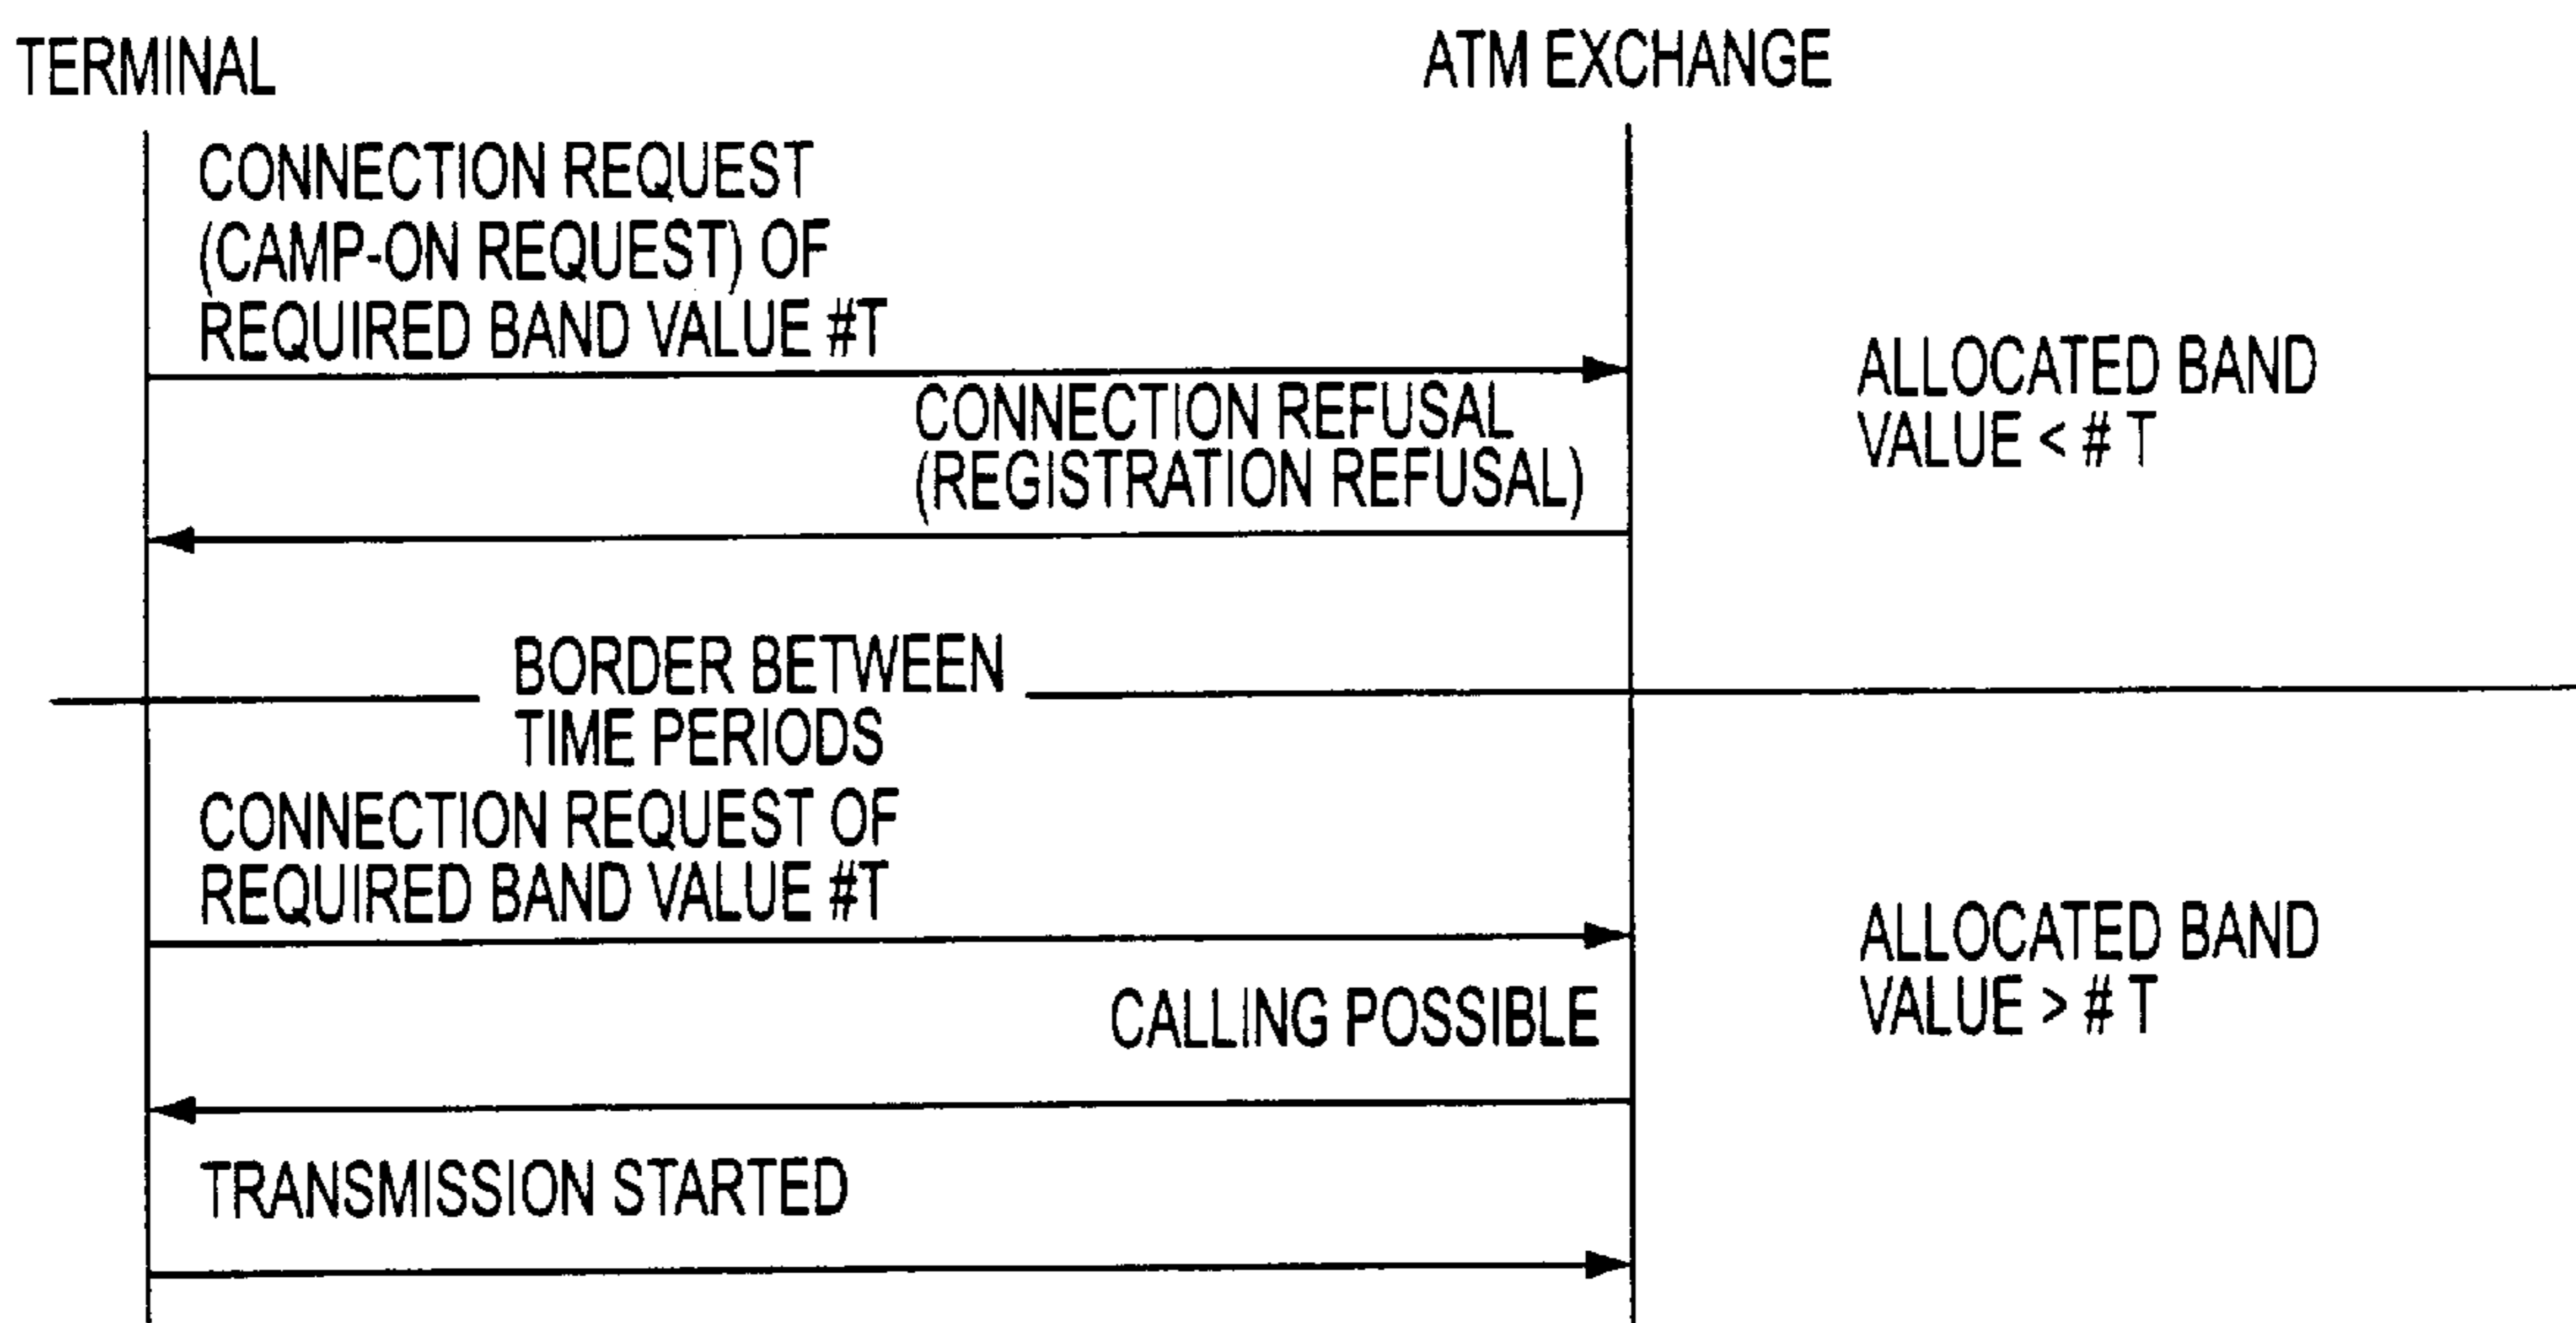 TERMINAL
ATM EXCHANGE
CONNECTION REQUEST
(CAMP-ON REQUEST) OF
REQUIRED BAND VALUE #T
ALLOCATED BAND
VALUE < # T
CONNECTION REFUSAL
(REGISTRATION REFUSAL)
BORDER BETWEEN
TIME PERIODS
CONNECTION REQUEST OF
REQUIRED BAND VALUE #T
ALLOCATED BAND
VALUE > # T
CALLING POSSIBLE
TRANSMISSION STARTED